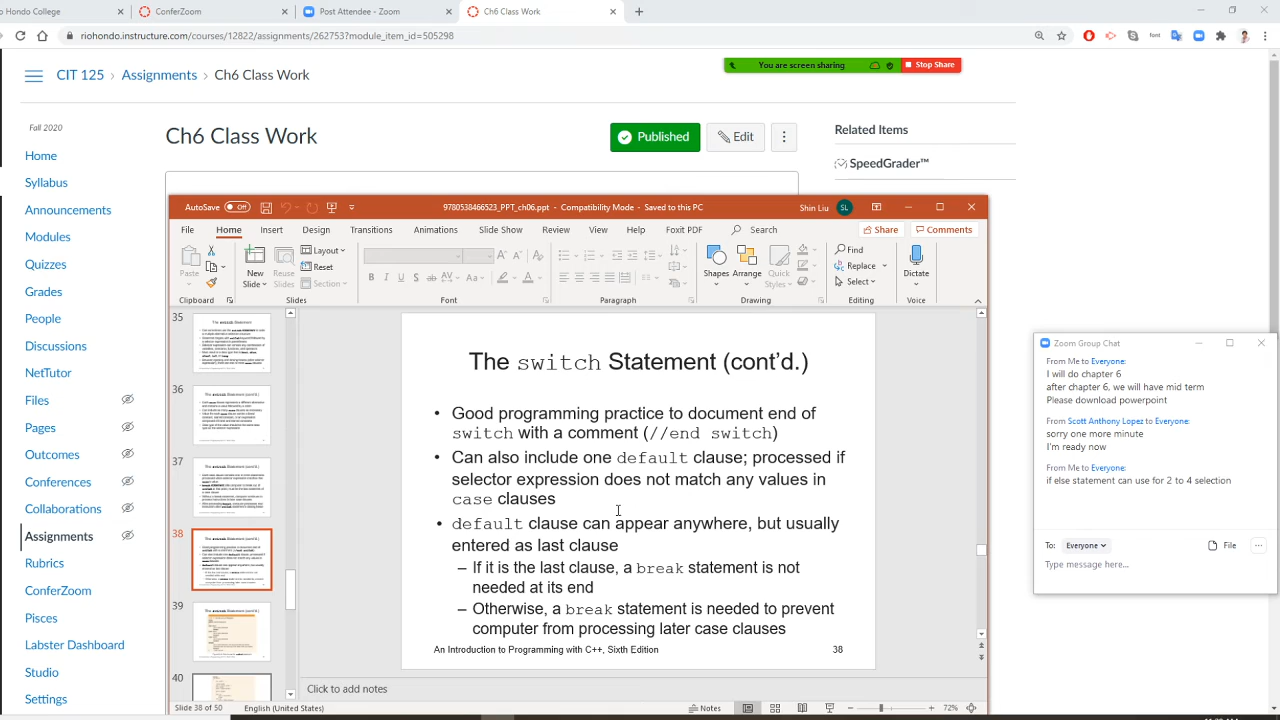 o Hondo College
ConferZoom
Post Attendee - Zoom
Ch6 Class Work
riohondo.instructure.com/courses/12822/assignments/262753?module_item_id=505298
CIT 125 › Assignments › Ch6 Class Work
You are screen sharing
Stop Share
Fall 2020
Home
Syllabus
Announcements
Modules
Quizzes
Grades
People
Discussions
NetTutor
Files
Pages
Outcomes
Conferences
Collaborations
Assignments
Rubrics
ConferZoom
Pisces
Labster Dashboard
Studio
Settings
Ch6 Class Work
Published
Edit
Related Items
SpeedGrader™
AutoSave Off
9780538466523_PPT_ch06.ppt - Compatibility Mode - Saved to this PC
Shin Liu SL
File Home Insert Design Transitions Animations Slide Show Review View Help Foxit PDF Search
Share Comments
Paste
New Slide
Reuse Slides
Layout
Reset
Section
Shapes Arrange Quick Styles
Find
Replace
Select
Dictate
Clipboard Slides Font Paragraph Drawing Editing Voice
35
36
37
38
39
40
The switch Statement (cont'd.)
• Good programming practice to document end of
switch with a comment (//end switch)
• Can also include one default clause; processed if
selector expression does not match any values in
case clauses
• default clause can appear anywhere, but usually
entered as last clause
– If it is the last clause, a break statement is not
needed at its end
– Otherwise, a break statement is needed to prevent
computer from processing later case clauses
An Introduction to Programming with C++, Sixth Edition
38
Click to add notes
Slide 38 of 50 English (United States)
Notes
72%
Zoom Group Chat
From Me to Everyone:
I will do chapter 6
after chapter 6, we will have mid term
Please download powerpoint
From Scott Anthony Lopez to Everyone:
sorry one more minute
I'm ready now
From Me to Everyone:
if else statement can use for 2 to 4 selection
To: Everyone
File
Type message here...